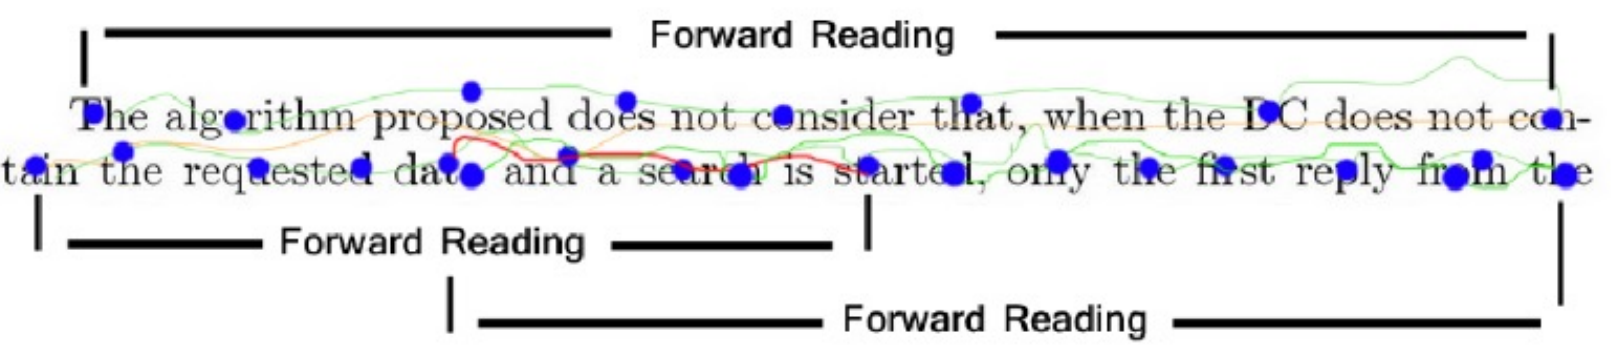 Forward Reading
The algorithm proposed does not consider that, when the DC does not con-
tain the requested data and a search is started, only the first reply from the
Forward Reading
Forward Reading